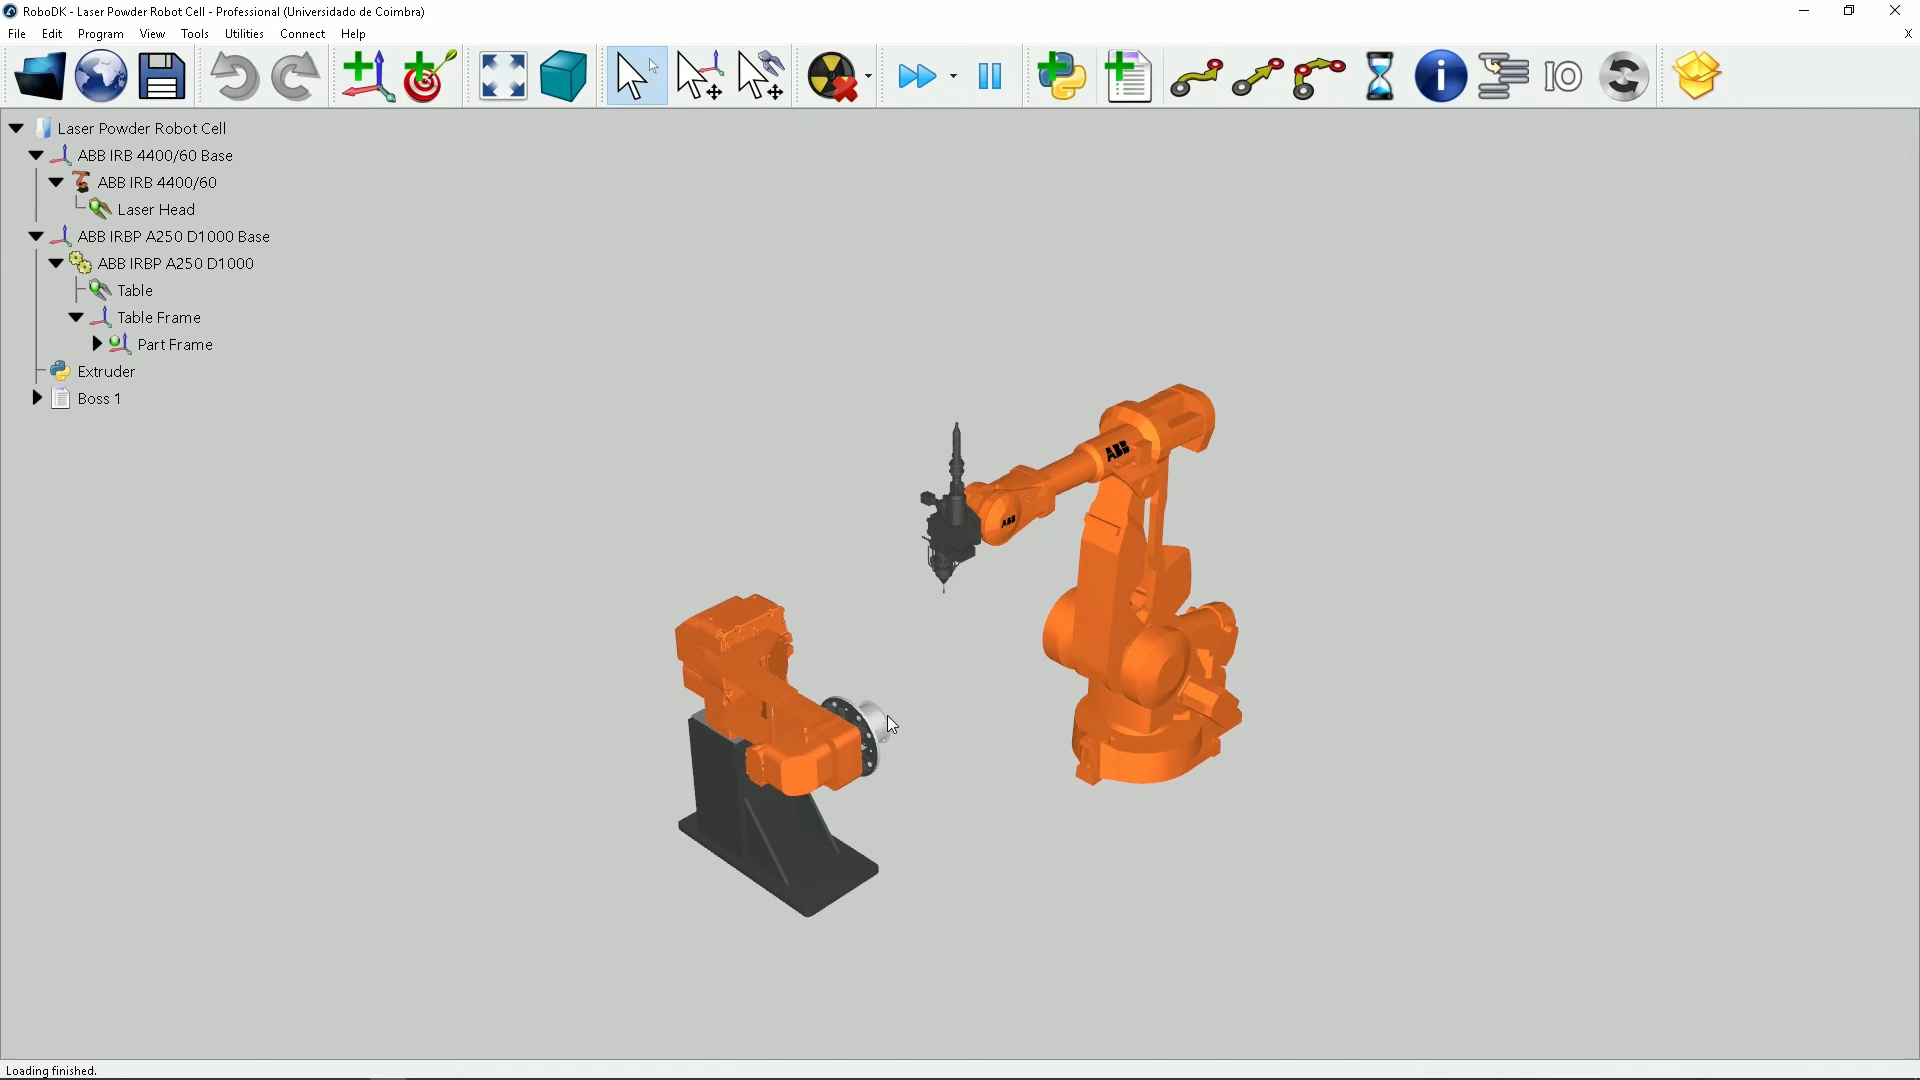 RoboDK - Laser Powder Robot Cell - Professional (Universidado de Coimbra)
File Edit Program View Tools Utilities Connect Help
X
IO
Laser Powder Robot Cell
ABB IRB 4400/60 Base
ABB IRB 4400/60
Laser Head
ABB IRBP A250 D1000 Base
ABB IRBP A250 D1000
Table
Table Frame
Part Frame
Extruder
Boss 1
ABB
ABB
Loading finished.